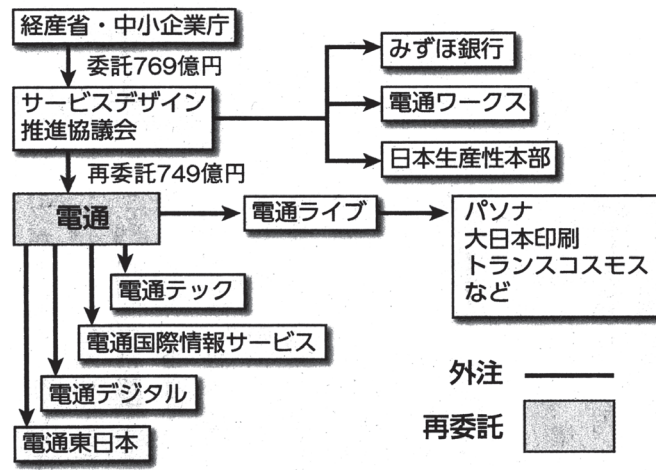 経産省・中小企業庁
委託769億円
サービスデザイン
推進協議会
みずほ銀行
電通ワークス
日本生産性本部
再委託749億円
電通
電通ライブ
パソナ
大日本印刷
トランスコスモス
など
電通テック
電通国際情報サービス
電通デジタル
電通東日本
外注
再委託